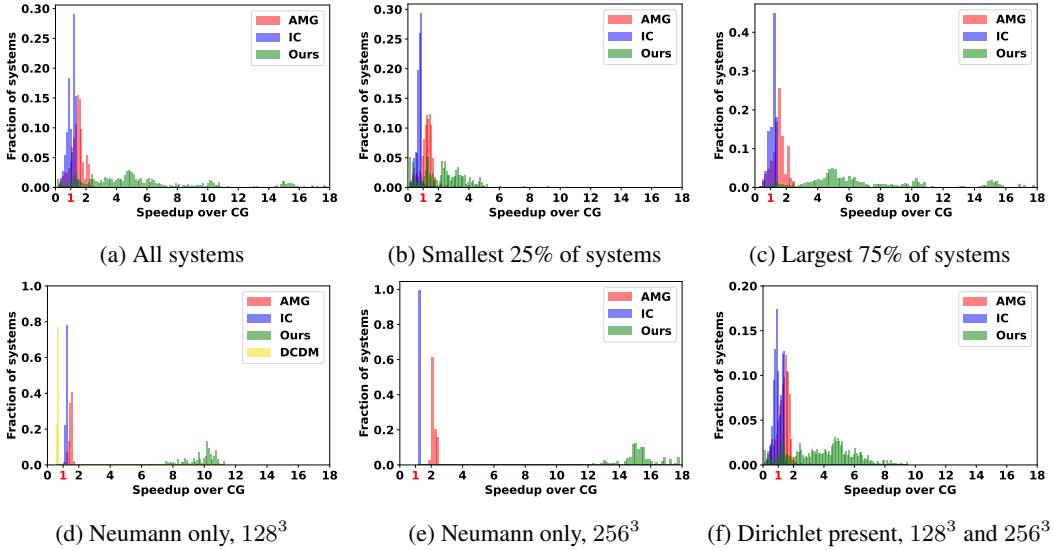 0.30
0.25
0.20
0.15
0.10
0.05
0.00
Fraction of systems
AMG
IC
Ours
0 1 2 4 6 8 10 12 14 16 18
Speedup over CG
(a) All systems
0.30
0.25
0.20
0.15
0.10
0.05
0.00
Fraction of systems
AMG
IC
Ours
0 1 2 4 6 8 10 12 14 16 18
Speedup over CG
(b) Smallest 25% of systems
0.4
0.3
0.2
0.1
0.0
Fraction of systems
AMG
IC
Ours
0 1 2 4 6 8 10 12 14 16 18
Speedup over CG
(c) Largest 75% of systems
1.0
0.8
0.6
0.4
0.2
0.0
Fraction of systems
AMG
IC
Ours
DCDM
0 1 2 4 6 8 10 12 14 16 18
Speedup over CG
(d) Neumann only, 128³
1.0
0.8
0.6
0.4
0.2
0.0
Fraction of systems
AMG
IC
Ours
0 1 2 4 6 8 10 12 14 16 18
Speedup over CG
(e) Neumann only, 256³
0.20
0.15
0.10
0.05
0.00
Fraction of systems
AMG
IC
Ours
0 1 2 4 6 8 10 12 14 16 18
Speedup over CG
(f) Dirichlet present, 128³ and 256³